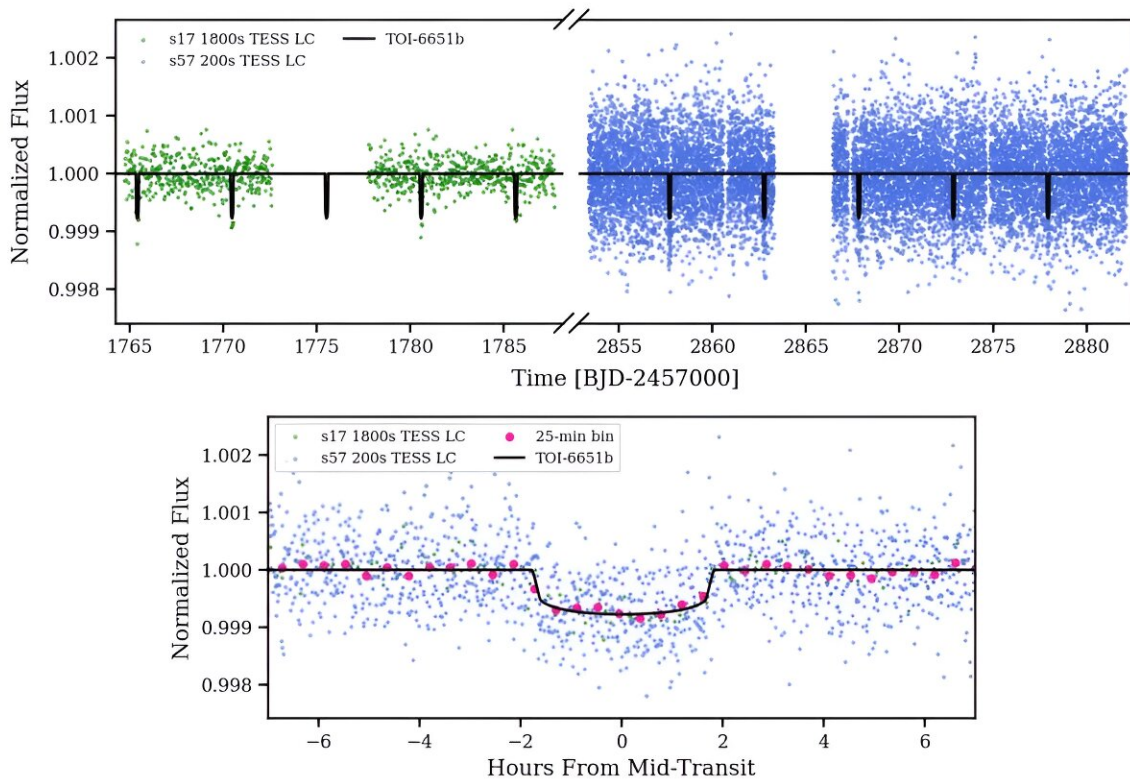 s17 1800s TESS LC TOI-6651b
s57 200s TESS LC
Normalized Flux
1.002
1.001
1.000
0.999
0.998
1765 1770 1775 1780 1785 2855 2860 2865 2870 2875 2880
Time [BJD-2457000]
s17 1800s TESS LC 25-min bin
s57 200s TESS LC TOI-6651b
Normalized Flux
1.002
1.001
1.000
0.999
0.998
−6 −4 −2 0 2 4 6
Hours From Mid-Transit